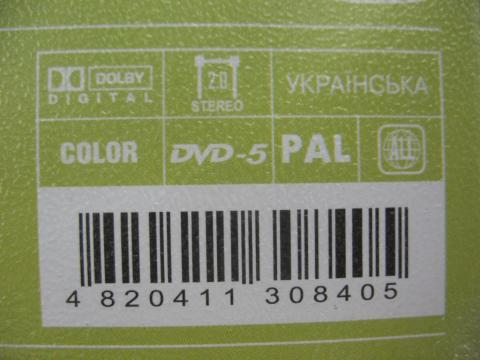 DOLBY
DIGITAL
2.0
STEREO
УКРАЇНСЬКА
COLOR
DVD-5
PAL
ALL
4 820411 308405